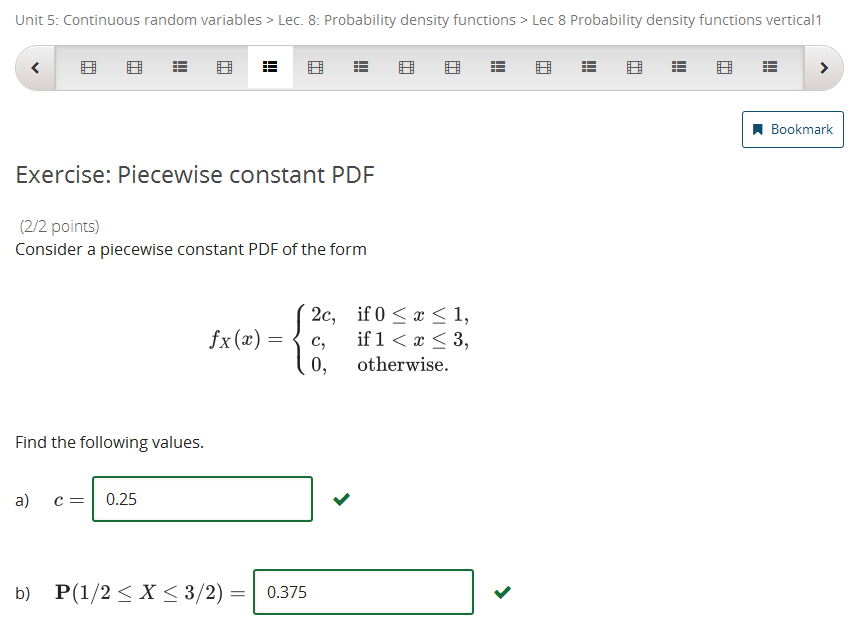 Unit 5: Continuous random variables > Lec. 8: Probability density functions > Lec 8 Probability density functions vertical1
Bookmark
Exercise: Piecewise constant PDF
(2/2 points)
Consider a piecewise constant PDF of the form
2c, if 0 ≤ x ≤ 1,
f_X(x) = { c, if 1 < x ≤ 3,
0, otherwise.
Find the following values.
a) c = 0.25
b) P(1/2 ≤ X ≤ 3/2) = 0.375